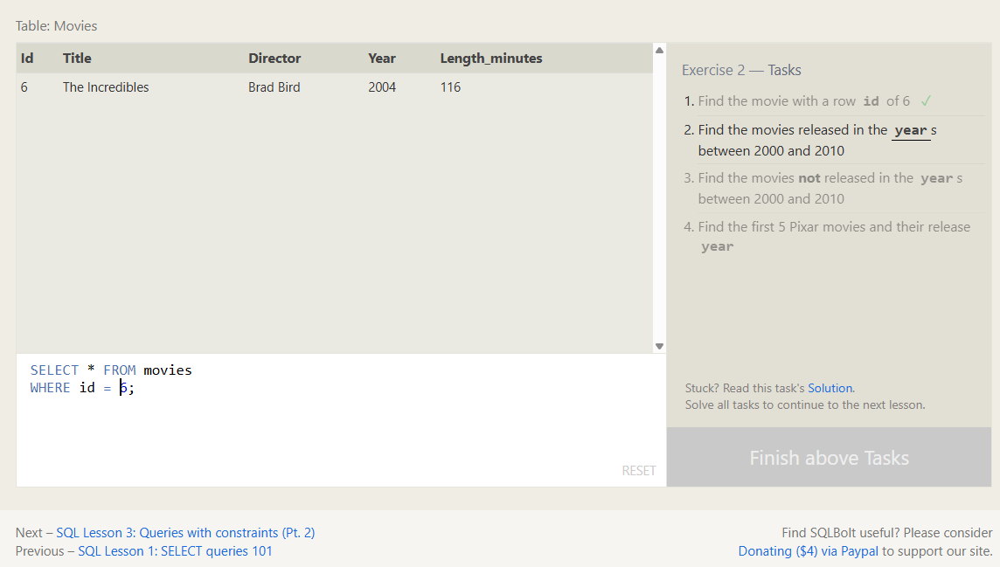 Table: Movies
Id Title Director Year Length_minutes
6 The Incredibles Brad Bird 2004 116
SELECT * FROM movies
WHERE id = 6;
RESET
Exercise 2 — Tasks
1. Find the movie with a row id of 6 ✓
2. Find the movies released in the year s
between 2000 and 2010
3. Find the movies not released in the year s
between 2000 and 2010
4. Find the first 5 Pixar movies and their release
year
Stuck? Read this task's Solution.
Solve all tasks to continue to the next lesson.
Finish above Tasks
Next – SQL Lesson 3: Queries with constraints (Pt. 2)
Previous – SQL Lesson 1: SELECT queries 101
Find SQLBolt useful? Please consider
Donating ($4) via Paypal to support our site.